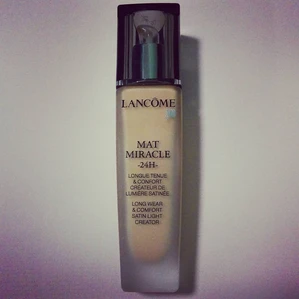 LANCÔME
MAT
MIRACLE
-24H-
LONGUE TENUE
& CONFORT
CRÉATEUR DE
LUMIÈRE SATINÉE
LONG WEAR
& COMFORT
SATIN LIGHT
CREATOR